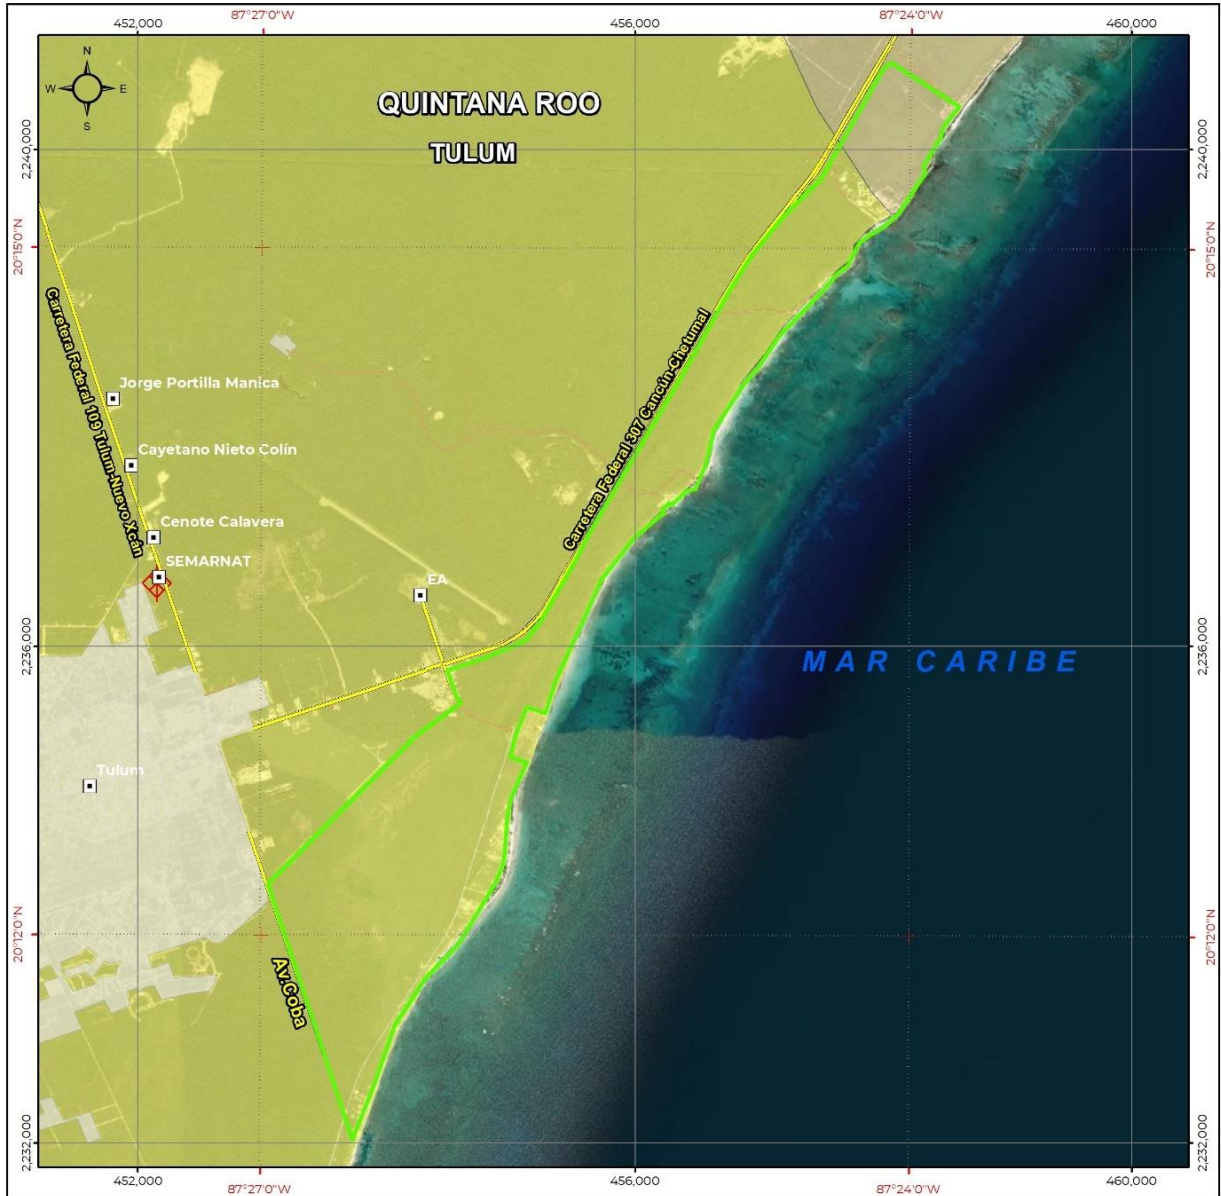 87°27'0"W
87°24'0"W
452,000
456,000
460,000
N
W
E
S
QUINTANA ROO
TULUM
2,240,000
2,240,000
20°15'0"N
20°15'0"N
Carretera Federal 109 Tulum-Nuevo Xcán
Carretera Federal 307 Cancún-Chetumal
Jorge Portilla Manica
Cayetano Nieto Colín
Cenote Calavera
SEMARNAT
EA
2,236,000
2,236,000
MAR CARIBE
Tulum
20°12'0"N
20°12'0"N
Av.Coba
2,232,000
2,232,000
452,000
456,000
460,000
87°27'0"W
87°24'0"W